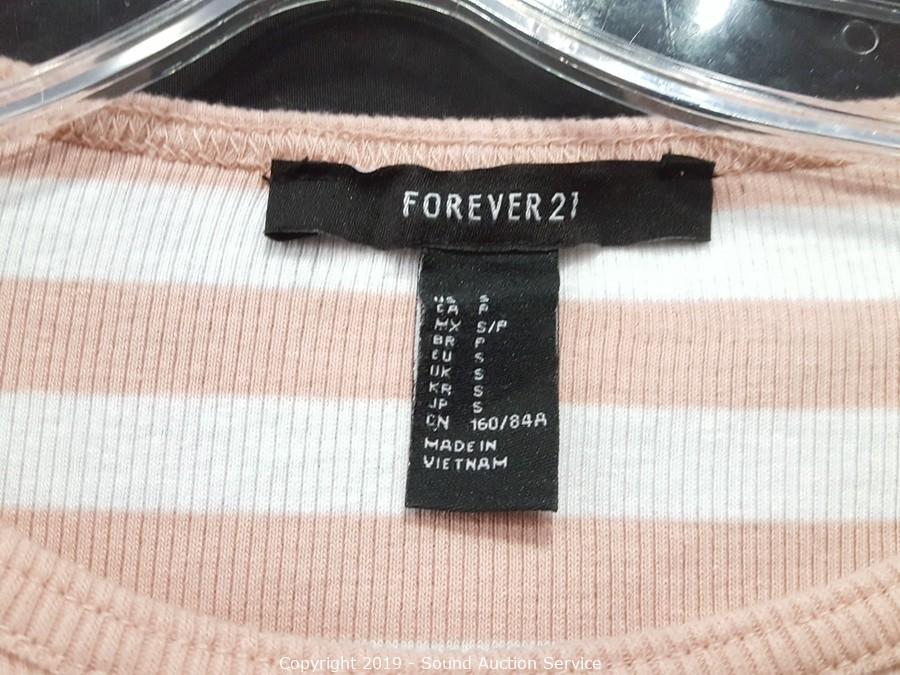 FOREVER 21
US S
CA P
MX S/P
BR P
EU S
UK S
KR S
JP S
CN 160/84A
MADE IN
VIETNAM
Copyright 2019 - Sound Auction Service